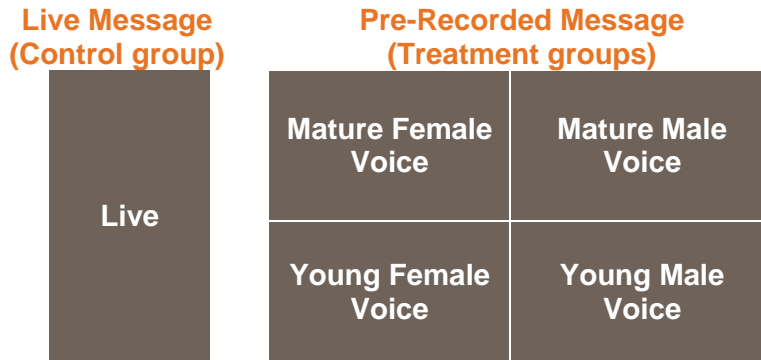 Live Message
(Control group)
Pre-Recorded Message
(Treatment groups)
Live
Mature Female
Voice
Mature Male
Voice
Young Female
Voice
Young Male
Voice